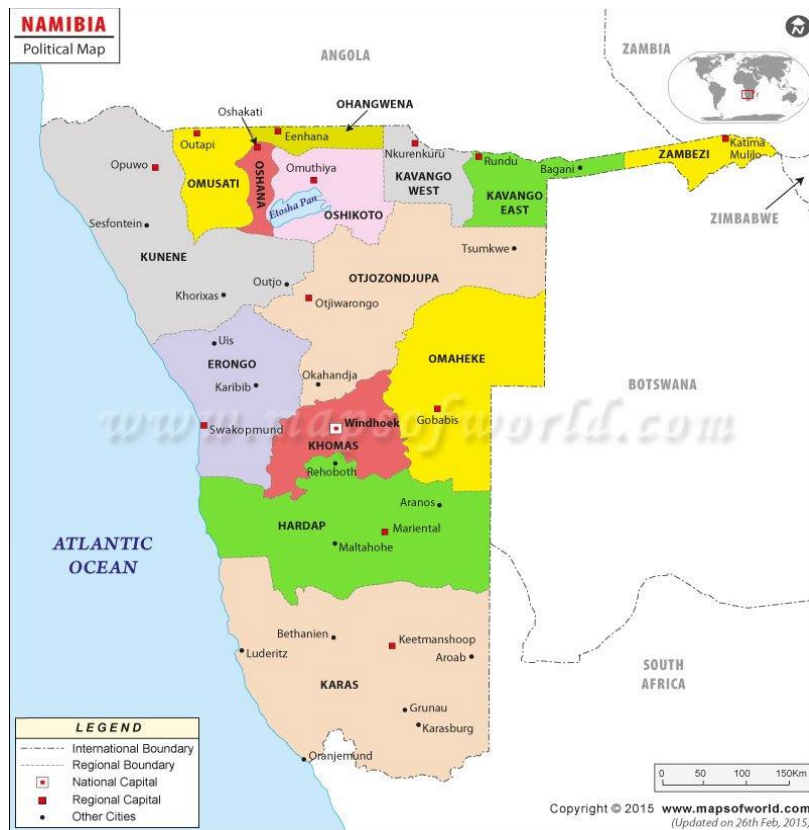 NAMIBIA
Political Map
N
ANGOLA
ZAMBIA
OHANGWENA
Oshakati
Eenhana
Outapi
Opuwo
OMUSATI
OSHANA
Omuthiya
Etosha Pan
OSHIKOTO
Nkurenkuru
KAVANGO
WEST
Rundu
KAVANGO
EAST
Bagani
ZAMBEZI
Katima
Mulilo
ZIMBABWE
Sesfontein
KUNENE
Tsumkwe
OTJOZONDJUPA
Outjo
Khorixas
Otjiwarongo
Uis
ERONGO
Karibib
Okahandja
OMAHEKE
BOTSWANA
Gobabis
www.mapsofworld.com
Swakopmund
Windhoek
KHOMAS
Rehoboth
Aranos
HARDAP
Mariental
Maltahohe
ATLANTIC
OCEAN
Bethanien
Keetmanshoop
Luderitz
Aroab
KARAS
SOUTH
AFRICA
Grunau
Karasburg
Oranjemund
LEGEND
International Boundary
Regional Boundary
National Capital
Regional Capital
Other Cities
0 50 100 150Km
Copyright © 2015 www.mapsofworld.com
(Updated on 26th Feb, 2015)